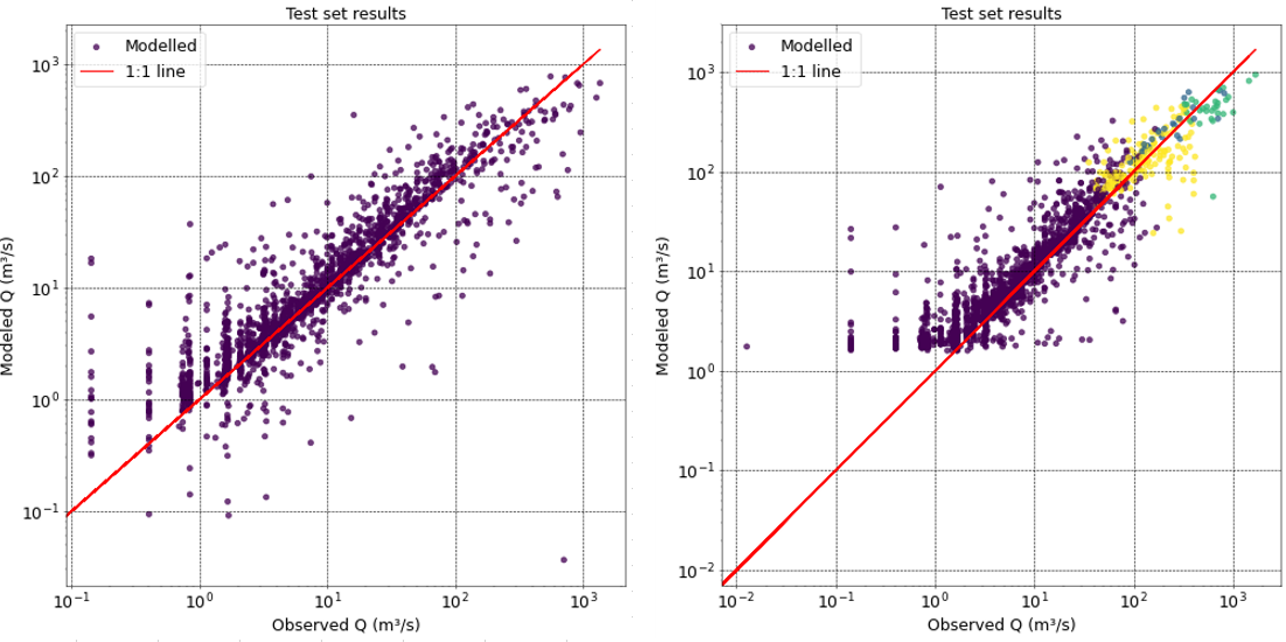 Test set results
Modelled
1:1 line
10³
10²
10¹
10⁰
10⁻¹
Modeled Q (m³/s)
10⁻¹ 10⁰ 10¹ 10² 10³
Observed Q (m³/s)
Test set results
Modelled
1:1 line
10³
10²
10¹
10⁰
10⁻¹
10⁻²
Modeled Q (m³/s)
10⁻² 10⁻¹ 10⁰ 10¹ 10² 10³
Observed Q (m³/s)